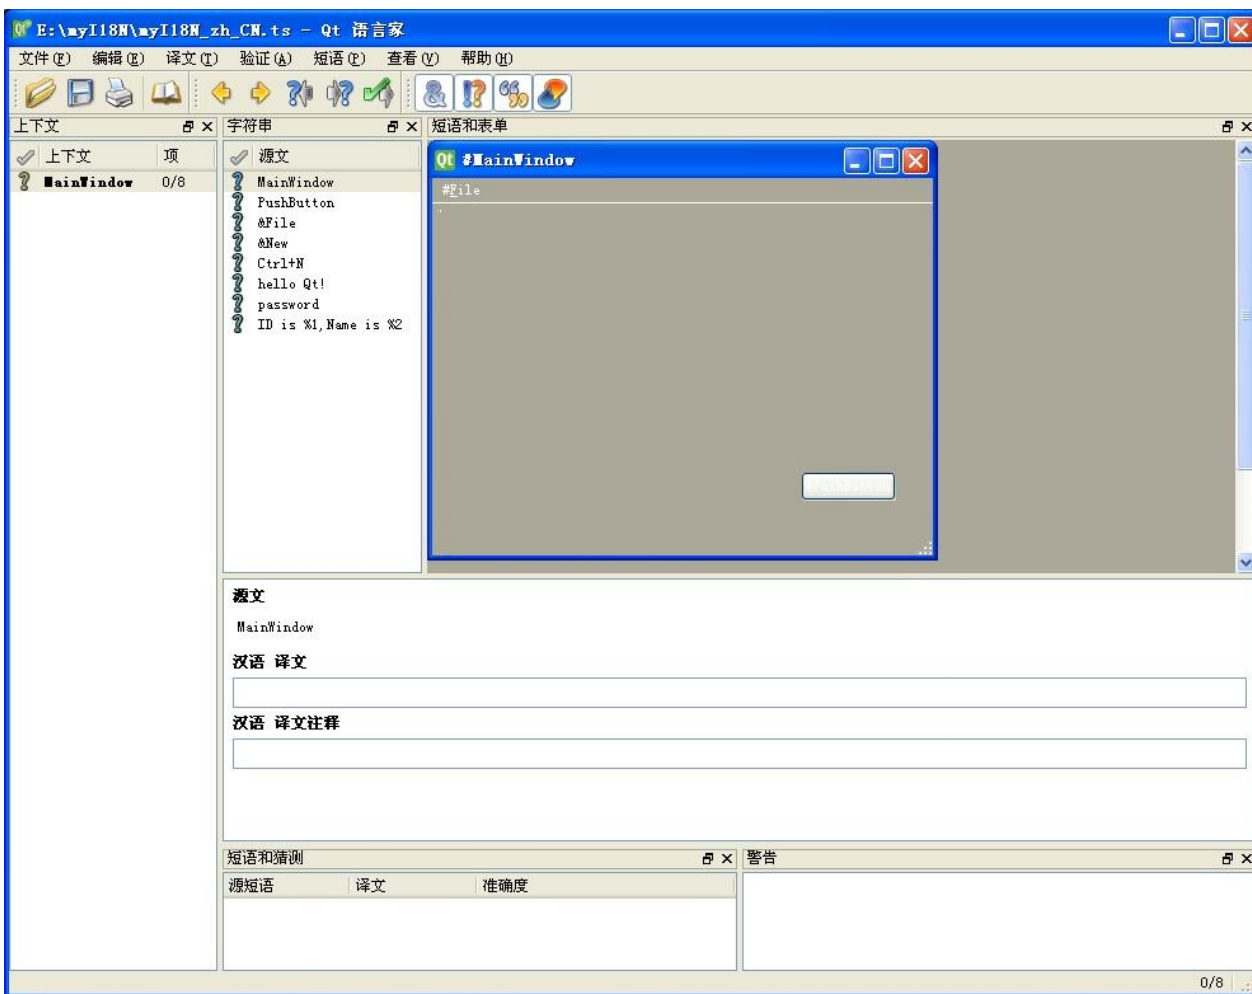 E:\myI18N\myI18N_zh_CN.ts - Qt 语言家
文件(F) 编辑(E) 译文(T) 验证(A) 短语(P) 查看(V) 帮助(H)
上下文
上下文 项
MainWindow 0/8
字符串
源文
MainWindow
PushButton
&File
&New
Ctrl+N
hello Qt!
password
ID is %1,Name is %2
短语和表单
Qt #MainWindow
#File
源文
MainWindow
汉语 译文
汉语 译文注释
短语和猜测
源短语 译文 准确度
警告
0/8